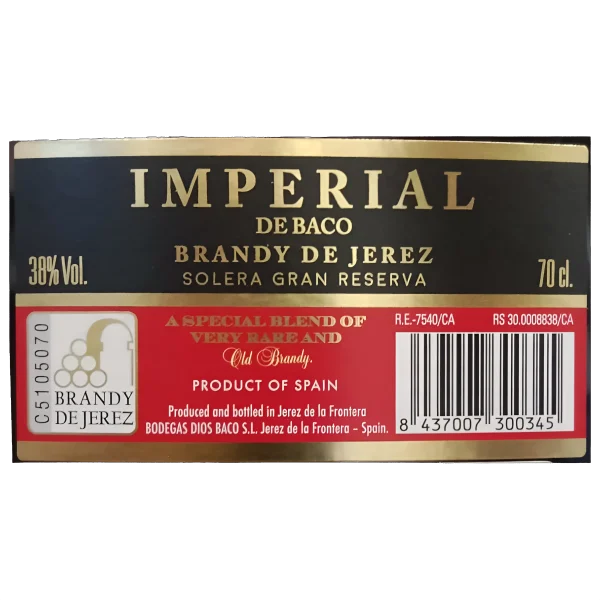 IMPERIAL
DE BACO
BRANDY DE JEREZ
SOLERA GRAN RESERVA
38% Vol.
70 cl.
A SPECIAL BLEND OF
VERY RARE AND
Old Brandy.
PRODUCT OF SPAIN
Produced and bottled in Jerez de la Frontera
BODEGAS DIOS BACO S.L. Jerez de la Frontera – Spain.
C5105070
BRANDY
DE JEREZ
R.E.-7540/CA
RS 30.0008838/CA
8 437007 300345